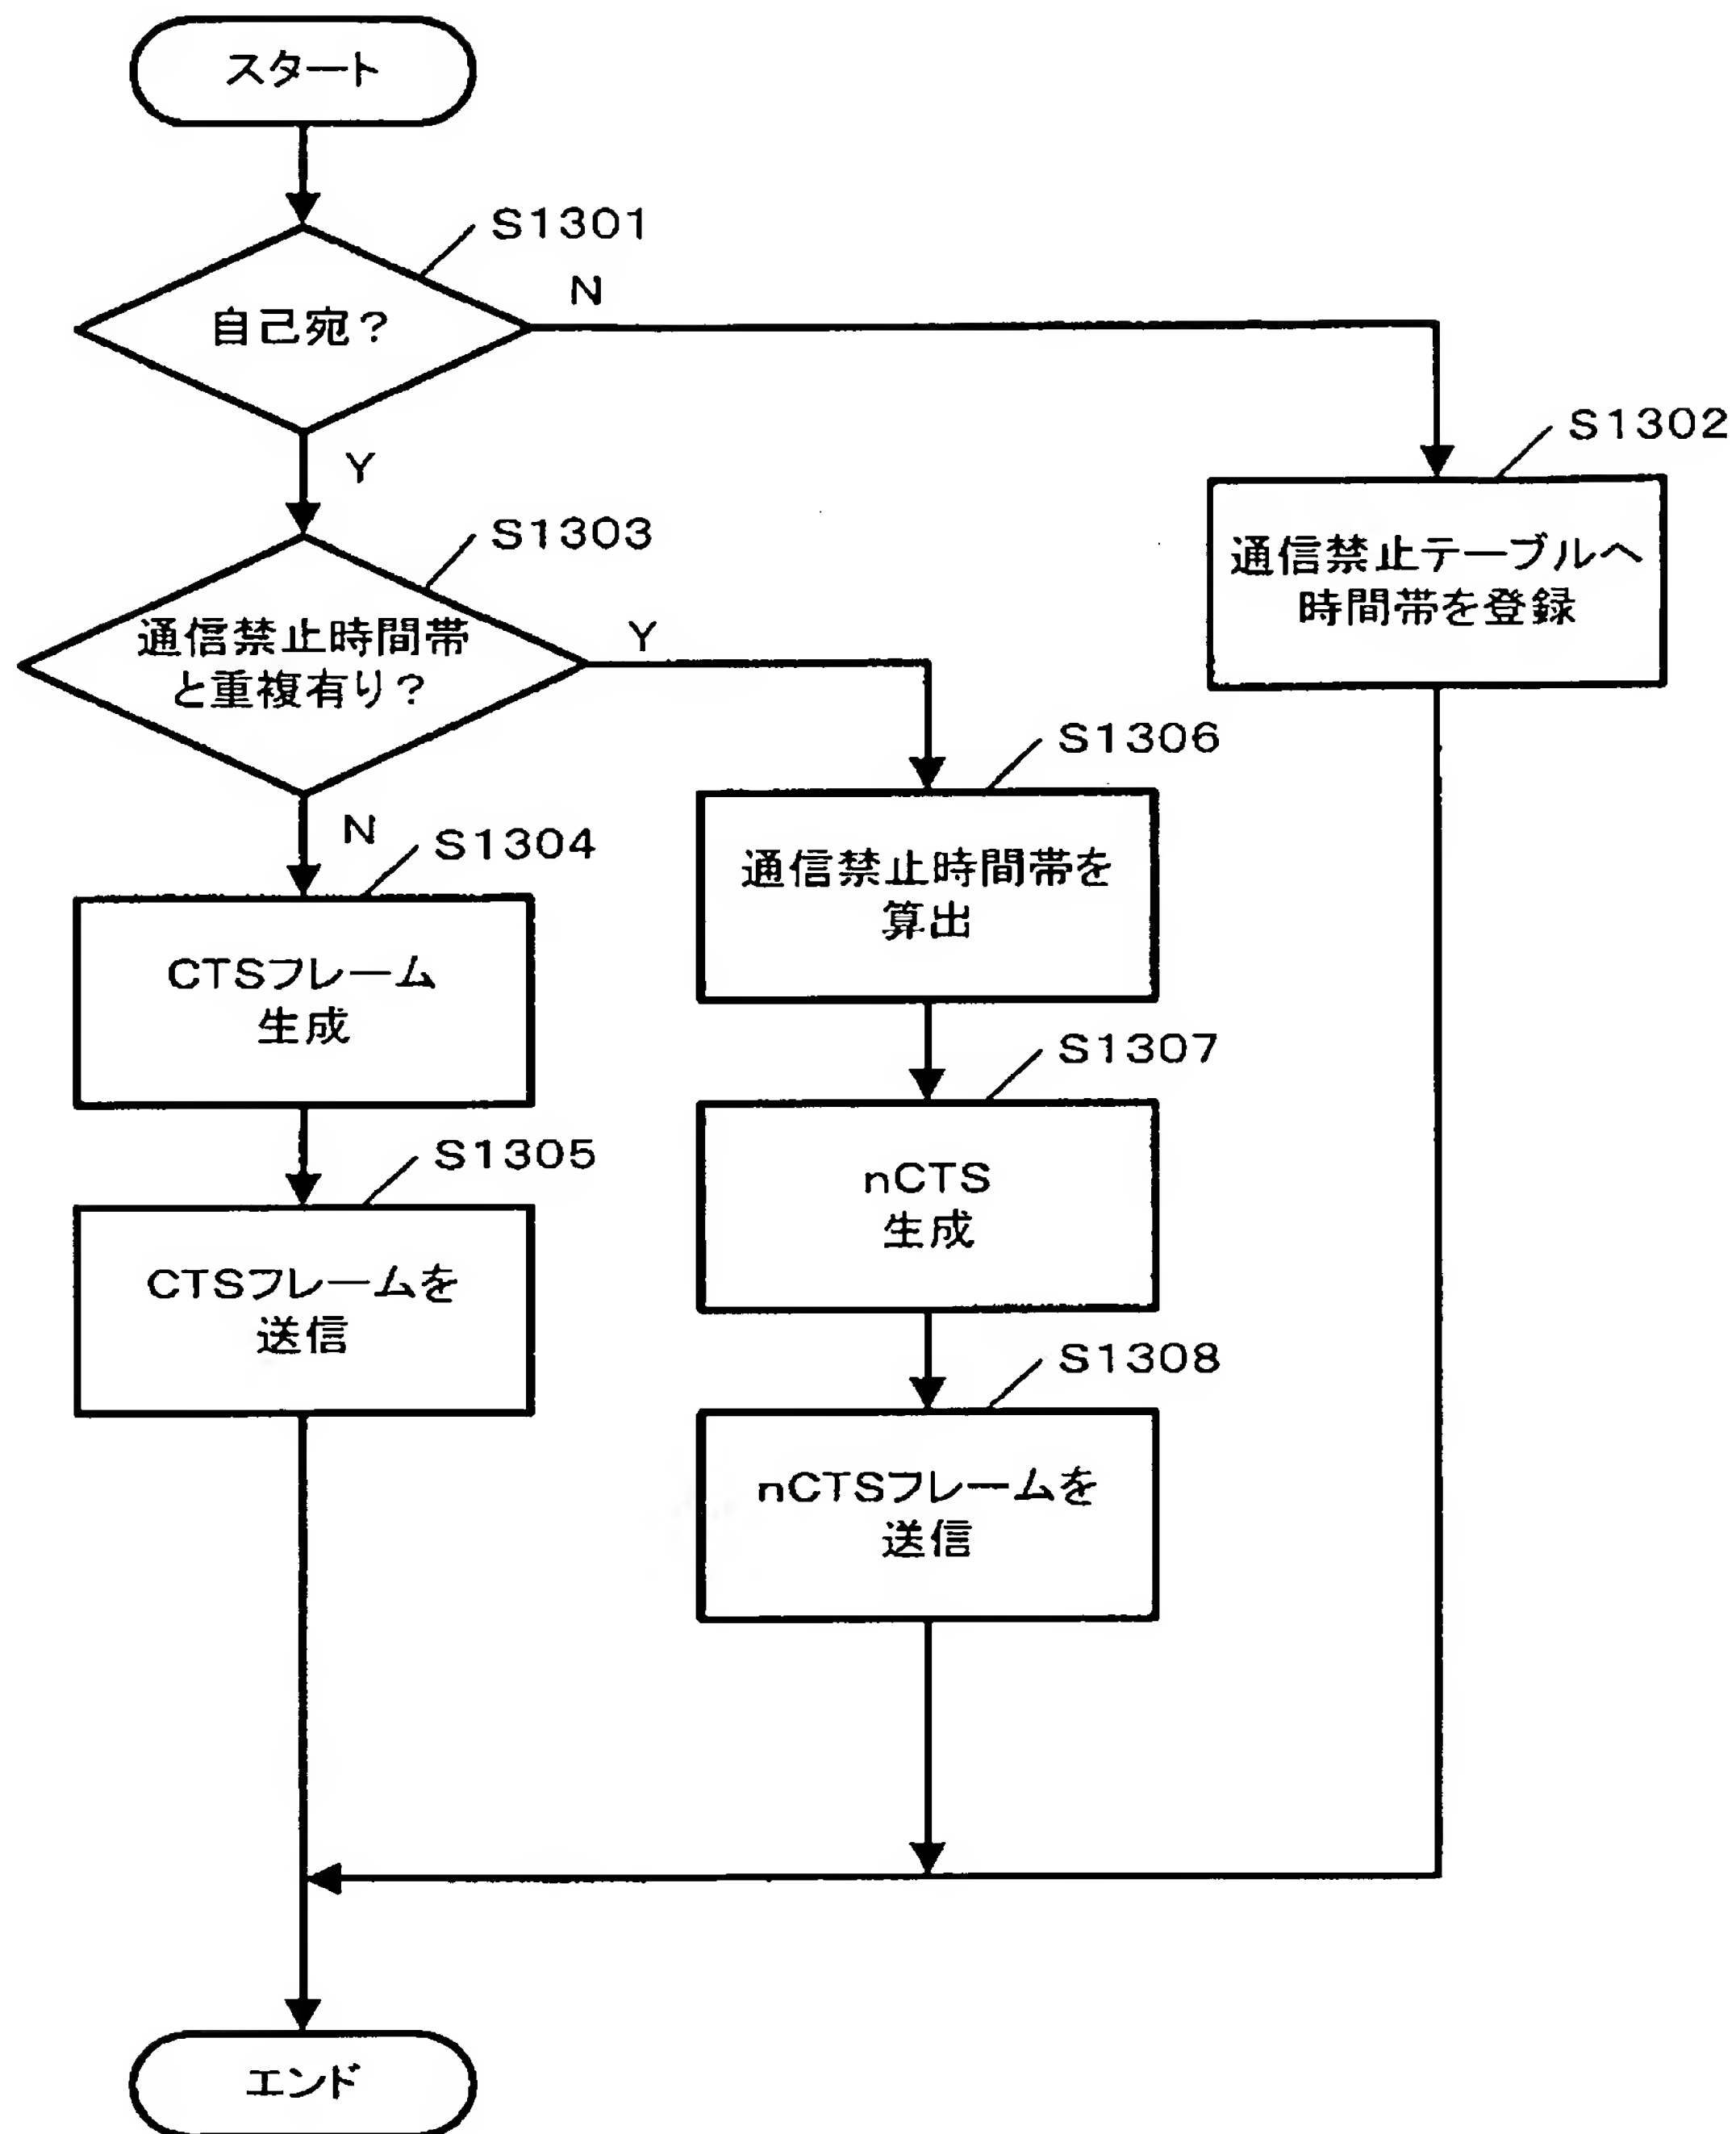 スタート
S1301
N
自己宛?
S1302
Y
S1303
通信禁止テーブルへ
時間帯を登録
通信禁止時間帯
と重複有り?
Y
S1306
N
S1304
通信禁止時間帯を
算出
CTSフレーム
生成
S1307
S1305
nCTS
生成
CTSフレームを
送信
S1308
nCTSフレームを
送信
エンド